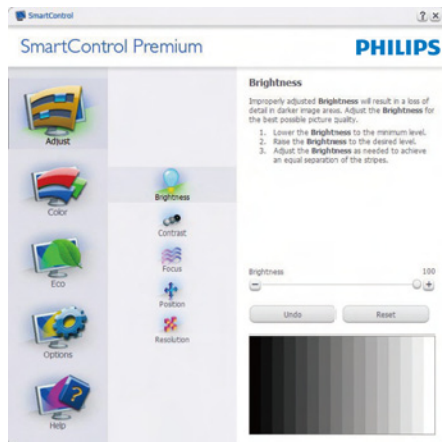 SmartControl
? x
SmartControl Premium
PHILIPS
Adjust
Color
Eco
Options
Help
Brightness
Contrast
Focus
Position
Resolution
Brightness
Improperly adjusted Brightness will result in a loss of
detail in darker image areas. Adjust the Brightness for
the best possible picture quality.
1. Lower the Brightness to the minimum level.
2. Raise the Brightness to the desired level.
3. Adjust the Brightness as needed to achieve
an equal separation of the stripes.
Brightness 100
Undo Reset